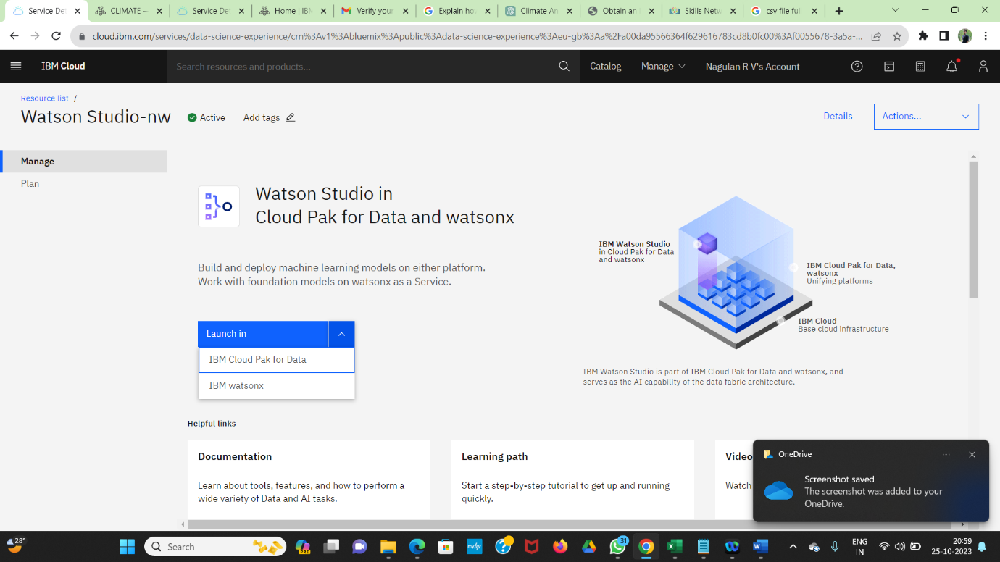 Service De
CLIMATE –
Service De
Home | IBM
Verify your
Explain ho
Climate An
Obtain an
Skills Netw
csv file full
cloud.ibm.com/services/data-science-experience/crn%3Av1%3Abluemix%3Apublic%3Adata-science-experience%3Aeu-gb%3Aa%2Fa00da95566364f629616783cd8b0fc00%3Af0055678-3a5a-...
IBM Cloud
Search resources and products...
Catalog
Manage
Nagulan R V's Account
Resource list /
Watson Studio-nw
Active
Add tags
Details
Actions...
Manage
Plan
Watson Studio in
Cloud Pak for Data and watsonx
Build and deploy machine learning models on either platform.
Work with foundation models on watsonx as a Service.
Launch in
IBM Cloud Pak for Data
IBM watsonx
IBM Watson Studio
in Cloud Pak for Data
and watsonx
IBM Cloud Pak for Data,
watsonx
Unifying platforms
IBM Cloud
Base cloud infrastructure
IBM Watson Studio is part of IBM Cloud Pak for Data and watsonx, and
serves as the AI capability of the data fabric architecture.
Helpful links
Documentation
Learn about tools, features, and how to perform a
wide variety of Data and AI tasks.
Learning path
Start a step-by-step tutorial to get up and running
quickly.
Video
Watch
OneDrive
Screenshot saved
The screenshot was added to your
OneDrive.
28°
Search
PRE
myhp
31
ENG
IN
20:59
25-10-2023